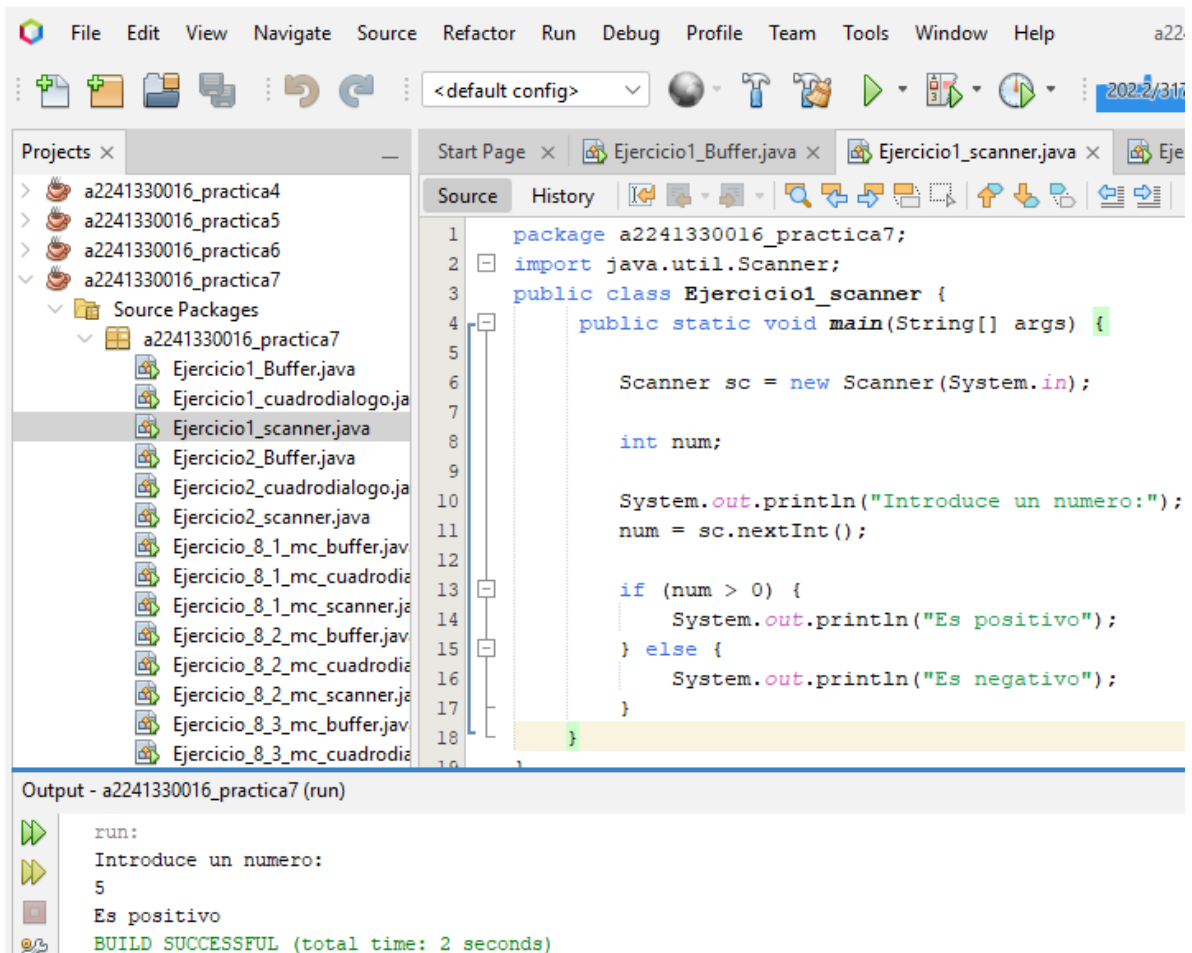 File Edit View Navigate Source Refactor Run Debug Profile Team Tools Window Help a224
<default config> 202.2/317
Projects
a2241330016_practica4
a2241330016_practica5
a2241330016_practica6
a2241330016_practica7
Source Packages
a2241330016_practica7
Ejercicio1_Buffer.java
Ejercicio1_cuadrodialogo.ja
Ejercicio1_scanner.java
Ejercicio2_Buffer.java
Ejercicio2_cuadrodialogo.ja
Ejercicio2_scanner.java
Ejercicio_8_1_mc_buffer.jav
Ejercicio_8_1_mc_cuadrodia
Ejercicio_8_1_mc_scanner.ja
Ejercicio_8_2_mc_buffer.jav
Ejercicio_8_2_mc_cuadrodia
Ejercicio_8_2_mc_scanner.ja
Ejercicio_8_3_mc_buffer.jav
Ejercicio_8_3_mc_cuadrodia
Start Page Ejercicio1_Buffer.java Ejercicio1_scanner.java Eje
Source History
1 package a2241330016_practica7;
2 import java.util.Scanner;
3 public class Ejercicio1_scanner {
4 public static void main(String[] args) {
5
6 Scanner sc = new Scanner(System.in);
7
8 int num;
9
10 System.out.println("Introduce un numero:");
11 num = sc.nextInt();
12
13 if (num > 0) {
14 System.out.println("Es positivo");
15 } else {
16 System.out.println("Es negativo");
17 }
18 }
19 }
Output - a2241330016_practica7 (run)
run:
Introduce un numero:
5
Es positivo
BUILD SUCCESSFUL (total time: 2 seconds)